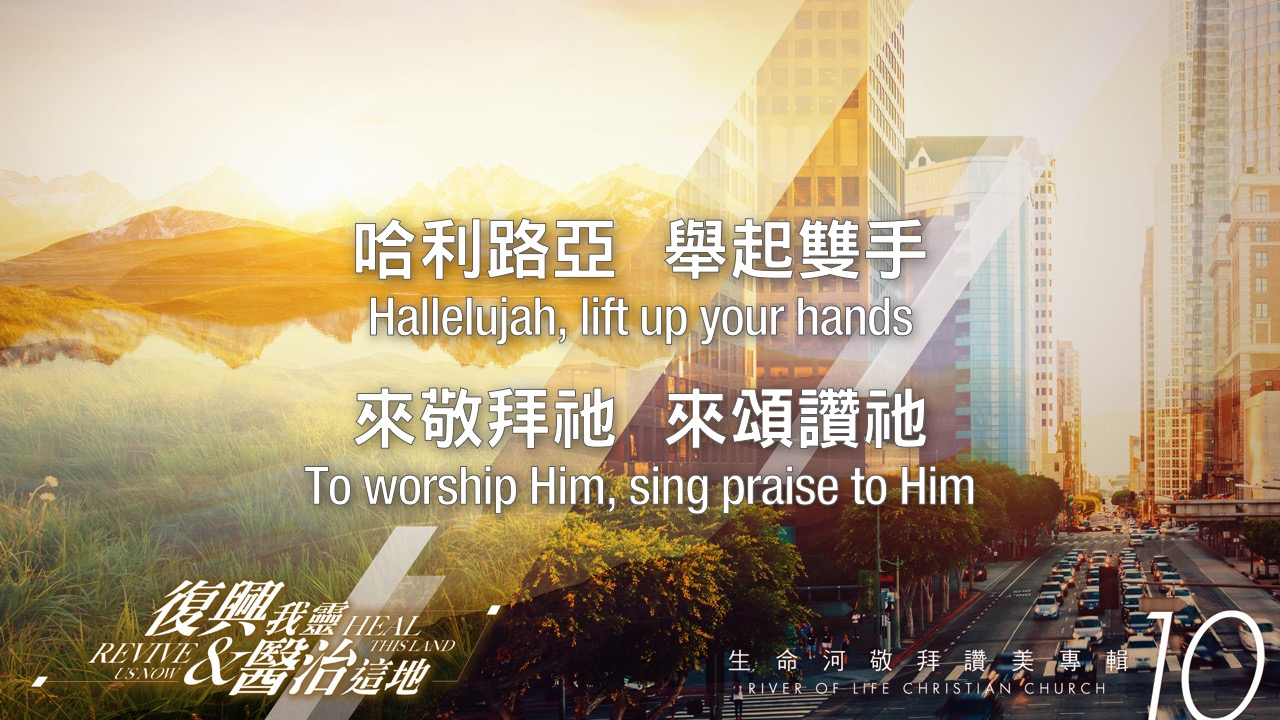 哈利路亞 舉起雙手
Hallelujah, lift up your hands
來敬拜祂 來頌讚祂
To worship Him, sing praise to Him
復興我靈 HEAL THIS LAND
REVIVE US NOW & 醫治這地
生命河敬拜讚美專輯 10
RIVER OF LIFE CHRISTIAN CHURCH